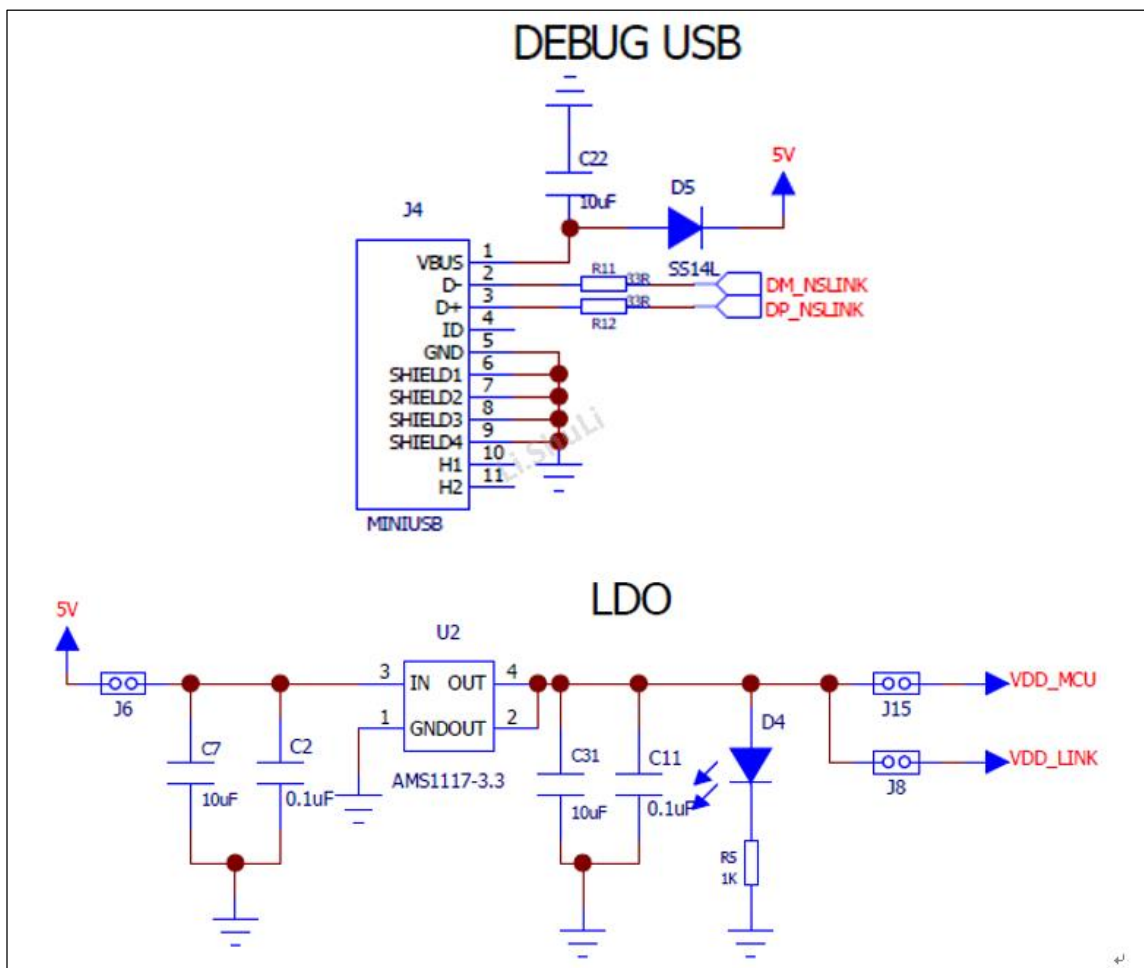 DEBUG USB
C22
10uF
5V
D5
SS14L
J4
VBUS 1
D- 2
D+ 3
ID 4
GND 5
SHIELD1 6
SHIELD2 7
SHIELD3 8
SHIELD4 9
H1 10
H2 11
MINIUSB
R11 33R
DM_NSLINK
33R
R12
DP_NSLINK
Li.ShuLi
LDO
5V
J6
U2
3 IN OUT 4
1 GNDOUT 2
AMS1117-3.3
C7
10uF
C2
0.1uF
C31
10uF
C11
0.1uF
D4
R5
1K
J15
VDD_MCU
J8
VDD_LINK